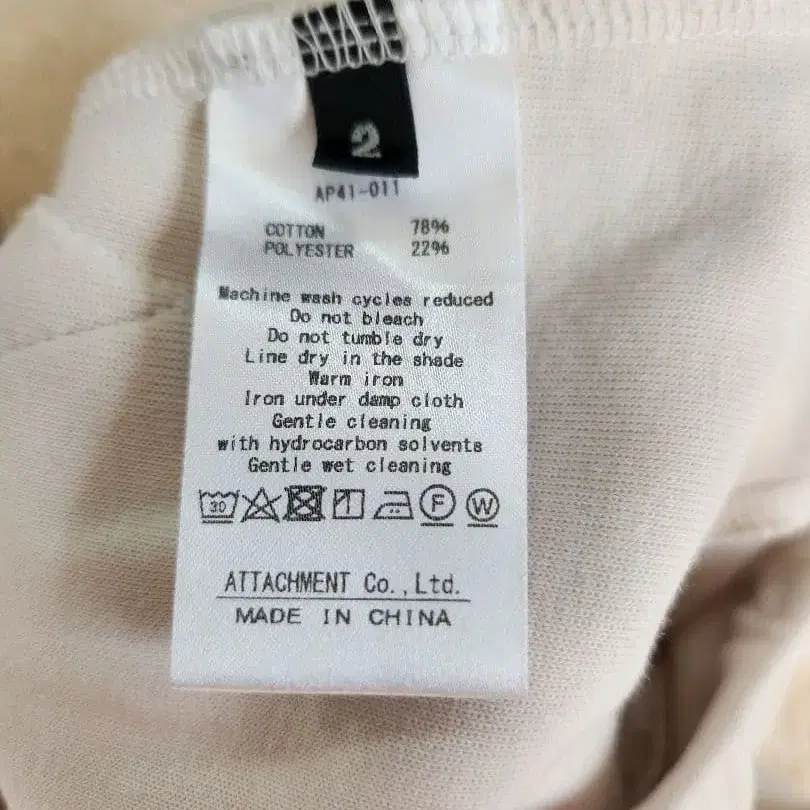 2
AP41-011
COTTON 78%
POLYESTER 22%
Machine wash cycles reduced
Do not bleach
Do not tumble dry
Line dry in the shade
Warm iron
Iron under damp cloth
Gentle cleaning
with hydrocarbon solvents
Gentle wet cleaning
30 F W
ATTACHMENT Co.,Ltd.
MADE IN CHINA